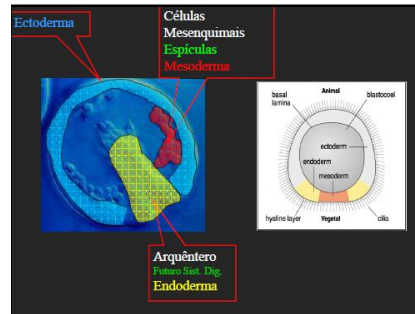 Ectoderma
Células
Mesenquimais
Espículas
Mesoderma
Animal
basal
lamina
blastocoel
ectoderm
endoderm
mesoderm
hyaline layer
Vegetal
cilia
Arquêntero
Futuro Sist. Dig.
Endoderma